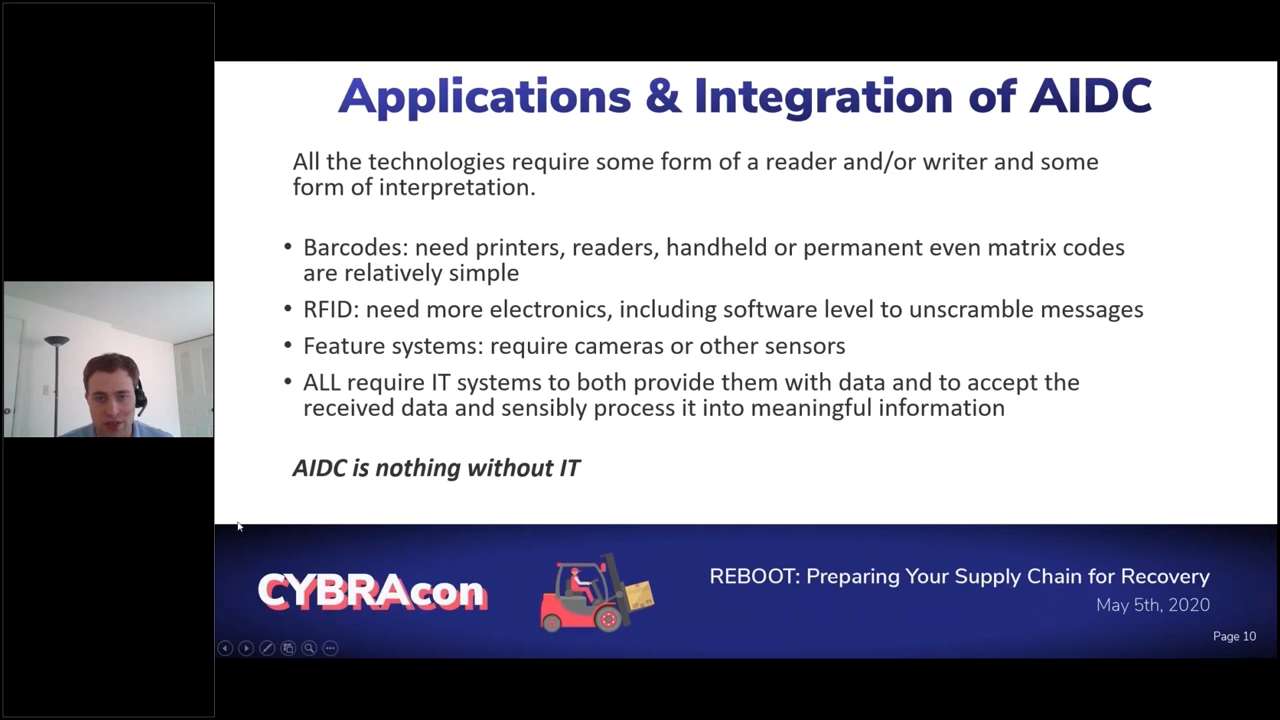 Applications & Integration of AIDC
All the technologies require some form of a reader and/or writer and some
form of interpretation.
• Barcodes: need printers, readers, handheld or permanent even matrix codes
are relatively simple
• RFID: need more electronics, including software level to unscramble messages
• Feature systems: require cameras or other sensors
• ALL require IT systems to both provide them with data and to accept the
received data and sensibly process it into meaningful information
AIDC is nothing without IT
CYBRAcon
REBOOT: Preparing Your Supply Chain for Recovery
May 5th, 2020
Page 10